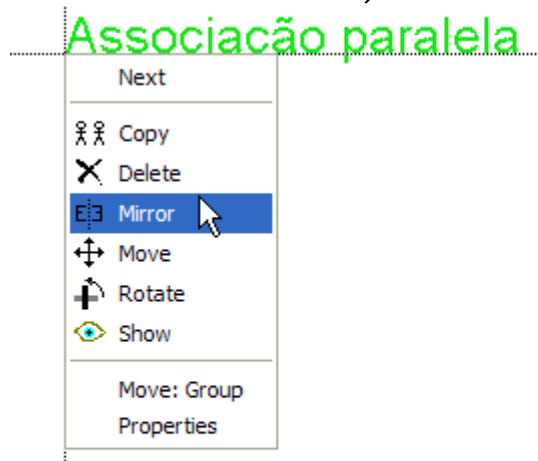 Associacão paralela
Next
Copy
Delete
Mirror
Move
Rotate
Show
Move: Group
Properties